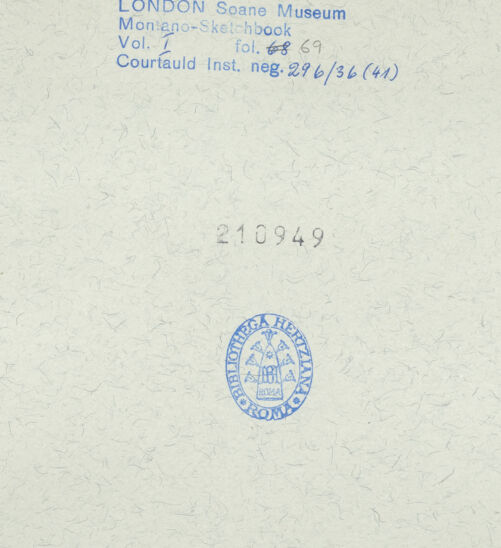 LONDON Soane Museum
Montano-Sketchbook
Vol. I fol. 68 69
Courtauld Inst. neg. 296/36(41)
210949
BIBLIOTHECA HERTZIANA
ROMA
ROMA